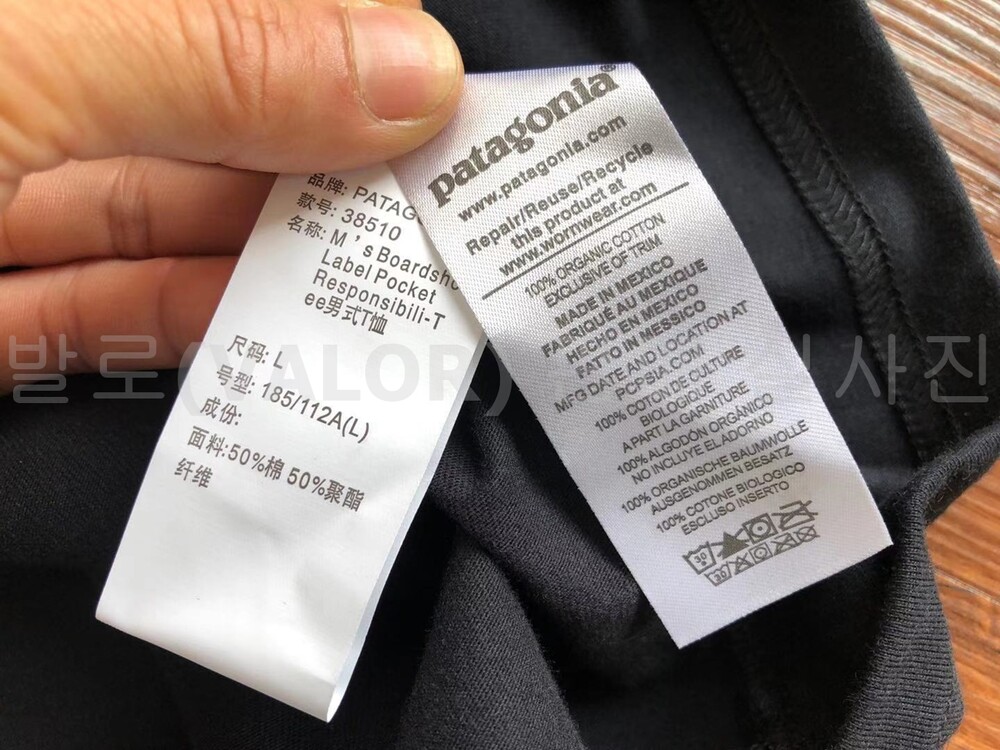 品牌: PATAG
款号: 38510
名称: M's Boardsho
Label Pocket
Responsibili-T
ee男式T恤
尺码: L
号型: 185/112A(L)
成份:
面料:50%棉 50%聚酯
纤维
patagonia®
www.patagonia.com
Repair/Reuse/Recycle
this product at
www.wornwear.com
100% ORGANIC COTTON
EXCLUSIVE OF TRIM
MADE IN MEXICO
FABRIQUÉ AU MEXIQUE
HECHO EN MEXICO
FATTO IN MESSICO
MFG DATE AND LOCATION AT
PCPSIA.COM
100% COTON DE CULTURE
BIOLOGIQUE
A PART LA GARNITURE
100% ALGODÓN ORGÁNICO
NO INCLUYE EL ADORNO
100% ORGANISCHE BAUMWOLLE
AUSGENOMMEN BESATZ
100% COTONE BIOLOGICO
ESCLUSO INSERTO
30
30
발로(VALOR) 사진